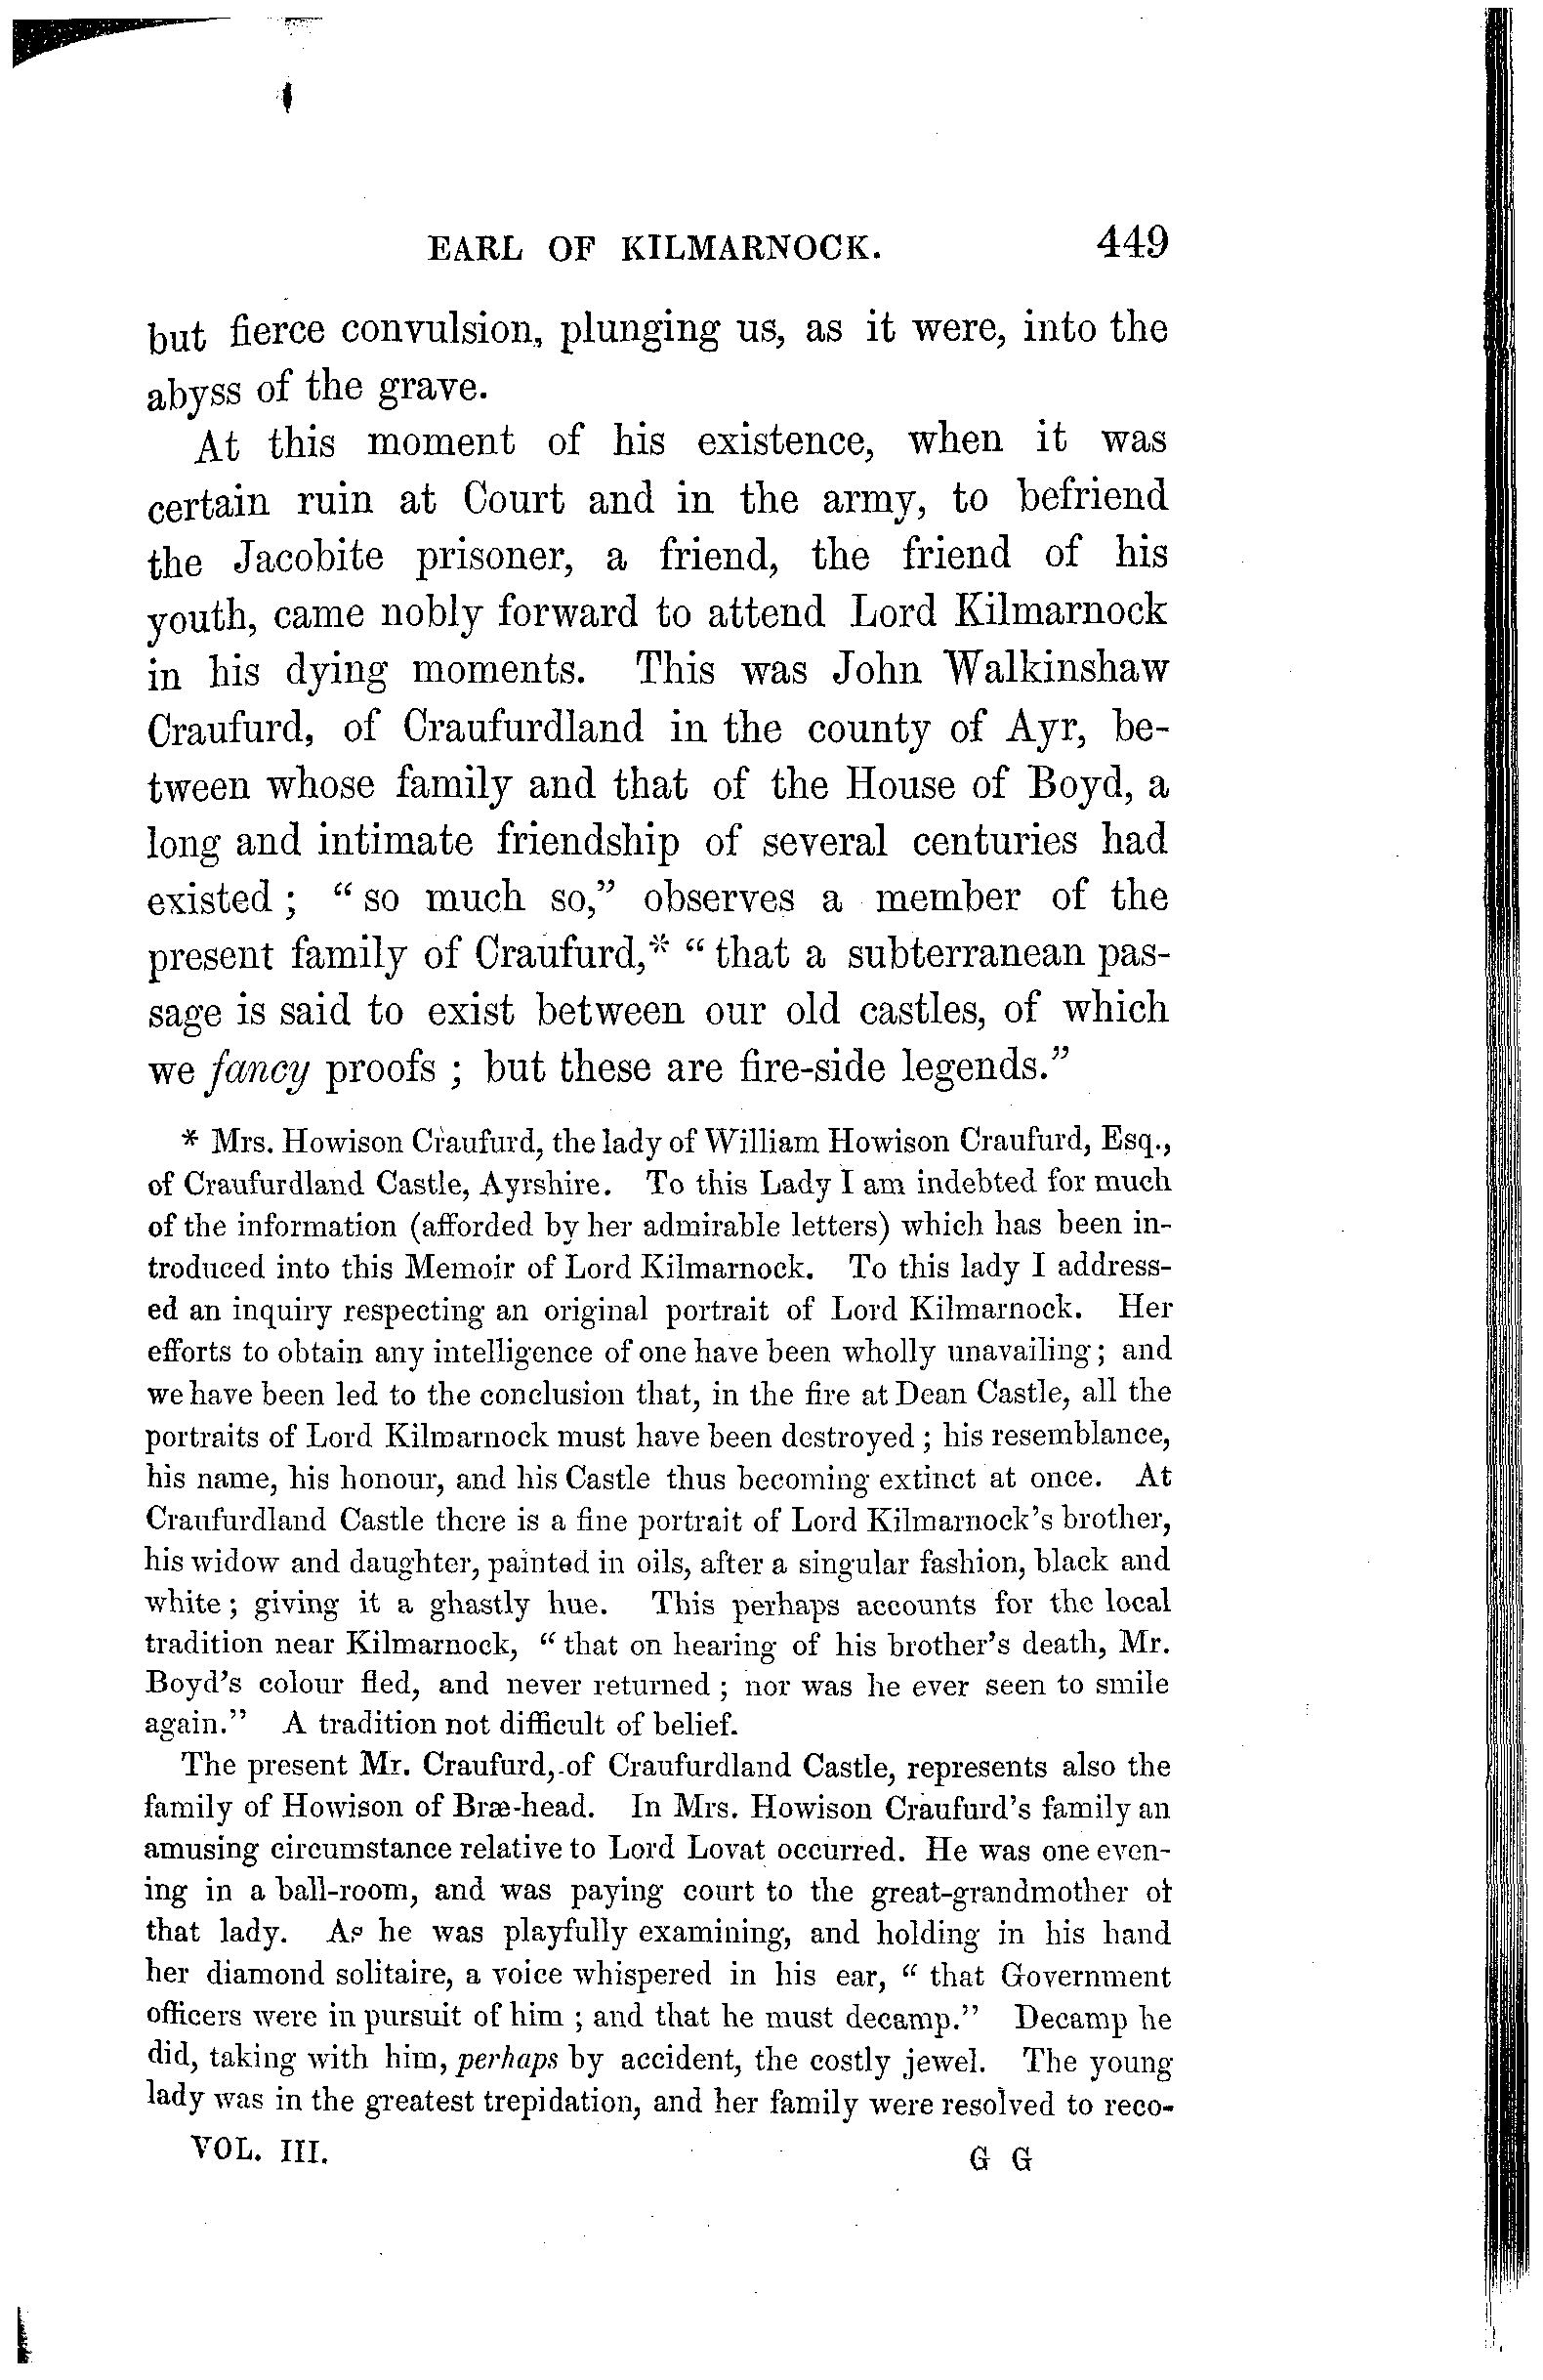 EARL OF KILMARNOCK. 449
but fierce convulsion, plunging us, as it were, into the
abyss of the grave.
At this moment of his existence, when it was
certain ruin at Court and in the army, to befriend
the Jacobite prisoner, a friend, the friend of his
youth, came nobly forward to attend Lord Kilmarnock
in his dying moments. This was John Walkinshaw
Craufurd, of Craufurdland in the county of Ayr, be-
tween whose family and that of the House of Boyd, a
long and intimate friendship of several centuries had
existed ; “ so much so,” observes a member of the
present family of Craufurd,* “ that a subterranean pas-
sage is said to exist between our old castles, of which
we fancy proofs ; but these are fire-side legends.”
* Mrs. Howison Craufurd, the lady of William Howison Craufurd, Esq.,
of Craufurdland Castle, Ayrshire. To this Lady I am indebted for much
of the information (afforded by her admirable letters) which has been in-
troduced into this Memoir of Lord Kilmarnock. To this lady I address-
ed an inquiry respecting an original portrait of Lord Kilmarnock. Her
efforts to obtain any intelligence of one have been wholly unavailing ; and
we have been led to the conclusion that, in the fire at Dean Castle, all the
portraits of Lord Kilmarnock must have been destroyed ; his resemblance,
his name, his honour, and his Castle thus becoming extinct at once. At
Craufurdland Castle there is a fine portrait of Lord Kilmarnock's brother,
his widow and daughter, painted in oils, after a singular fashion, black and
white ; giving it a ghastly hue. This perhaps accounts for the local
tradition near Kilmarnock, “ that on hearing of his brother's death, Mr.
Boyd's colour fled, and never returned ; nor was he ever seen to smile
again.” A tradition not difficult of belief.
The present Mr. Craufurd, of Craufurdland Castle, represents also the
family of Howison of Bræ-head. In Mrs. Howison Craufurd's family an
amusing circumstance relative to Lord Lovat occurred. He was one even-
ing in a ball-room, and was paying court to the great-grandmother of
that lady. As he was playfully examining, and holding in his hand
her diamond solitaire, a voice whispered in his ear, “ that Government
officers were in pursuit of him ; and that he must decamp.” Decamp he
did, taking with him, perhaps by accident, the costly jewel. The young
lady was in the greatest trepidation, and her family were resolved to reco-
VOL. III. G G